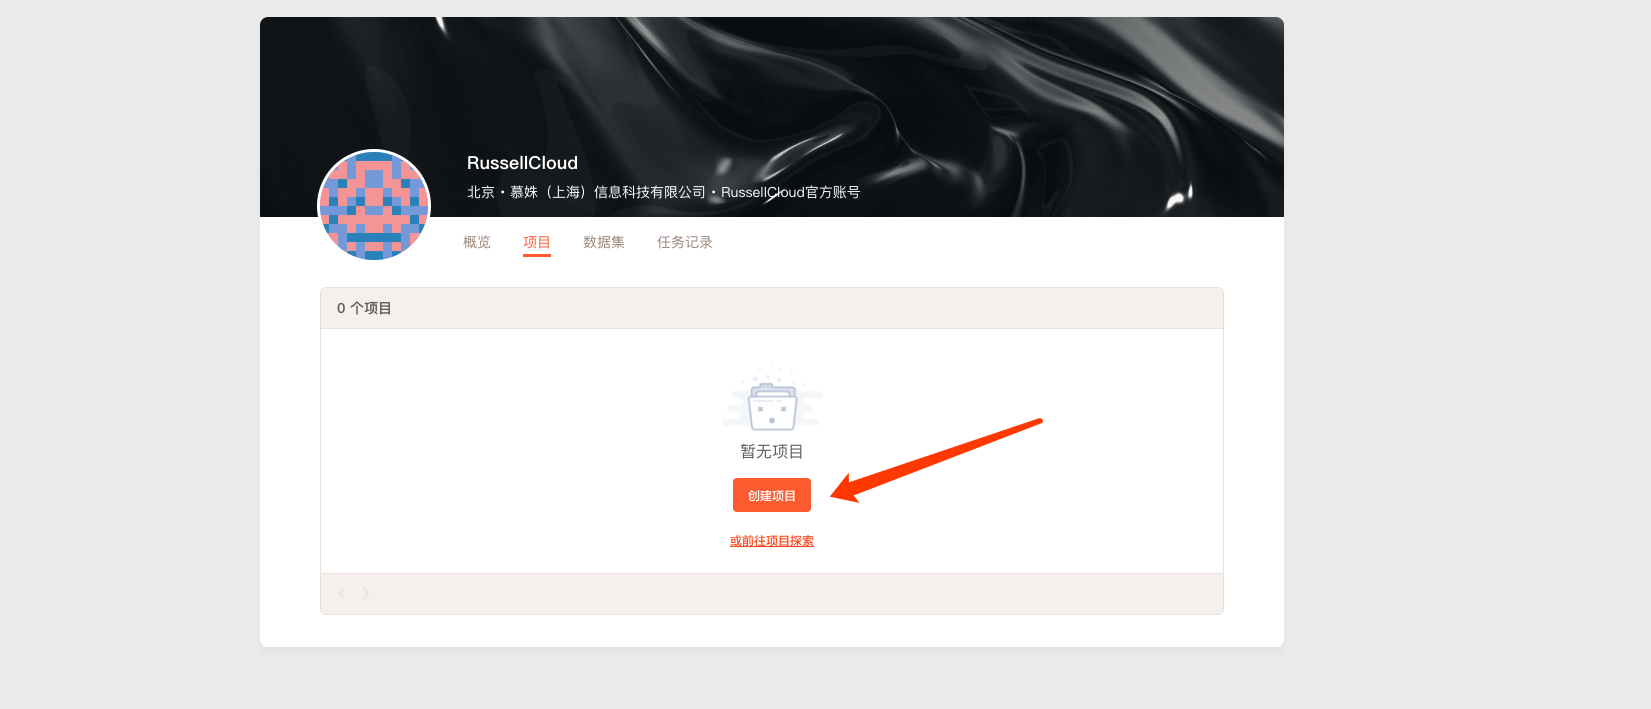 RussellCloud
北京・慕姝（上海）信息科技有限公司・RussellCloud官方账号
概览 项目 数据集 任务记录
0 个项目
暂无项目
创建项目
或前往项目探索